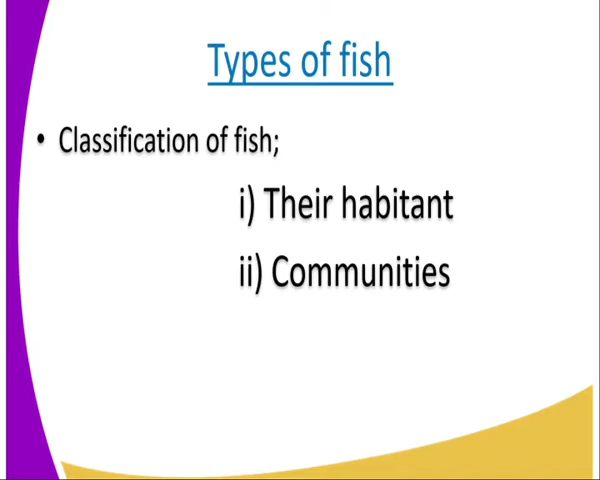 Types of fish
• Classification of fish;
i) Their habitant
ii) Communities